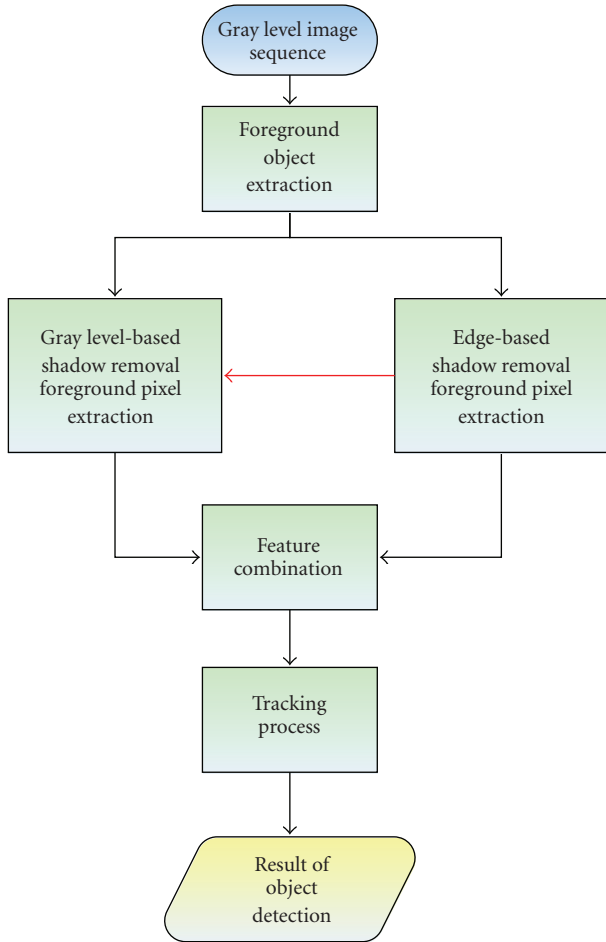 Gray level image
sequence
Foreground
object
extraction
Gray level-based
shadow removal
foreground pixel
extraction
Edge-based
shadow removal
foreground pixel
extraction
Feature
combination
Tracking
process
Result of
object
detection